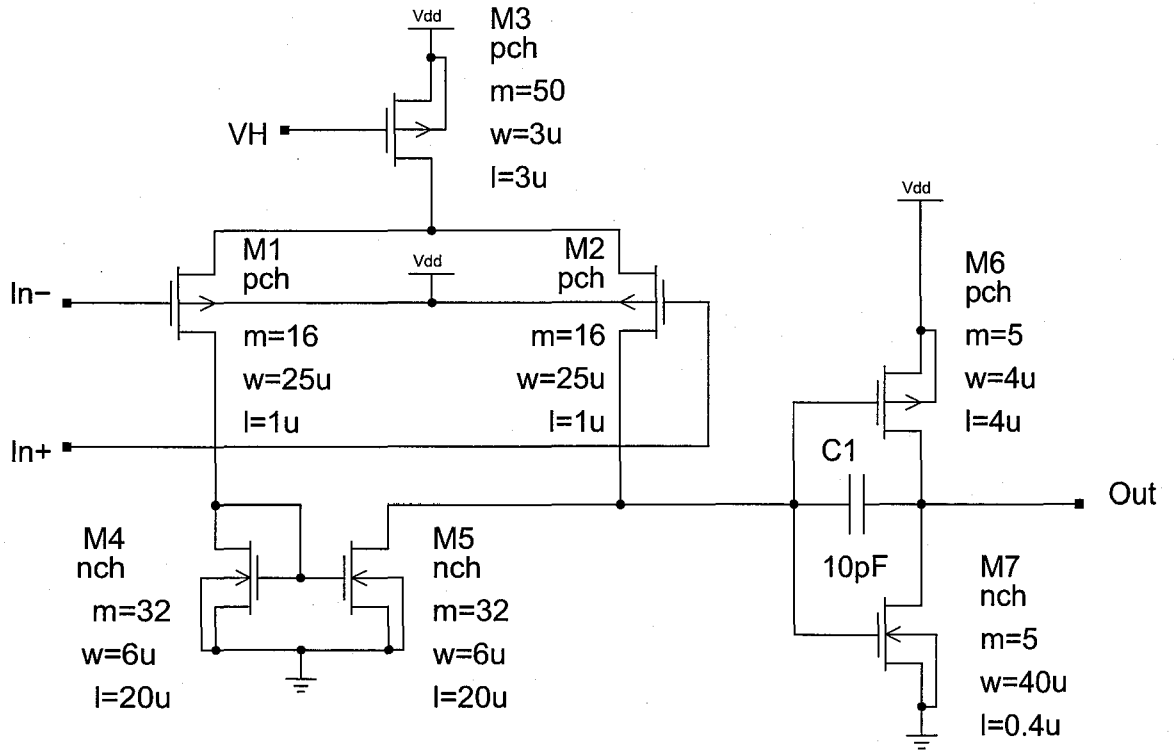 Vdd
M3
pch
m=50
w=3u
l=3u
VH
Vdd
M1
pch
m=16
w=25u
l=1u
Vdd
M2
pch
m=16
w=25u
l=1u
In−
In+
M6
pch
m=5
w=4u
l=4u
C1
10pF
Out
M4
nch
m=32
w=6u
l=20u
M5
nch
m=32
w=6u
l=20u
M7
nch
m=5
w=40u
l=0.4u